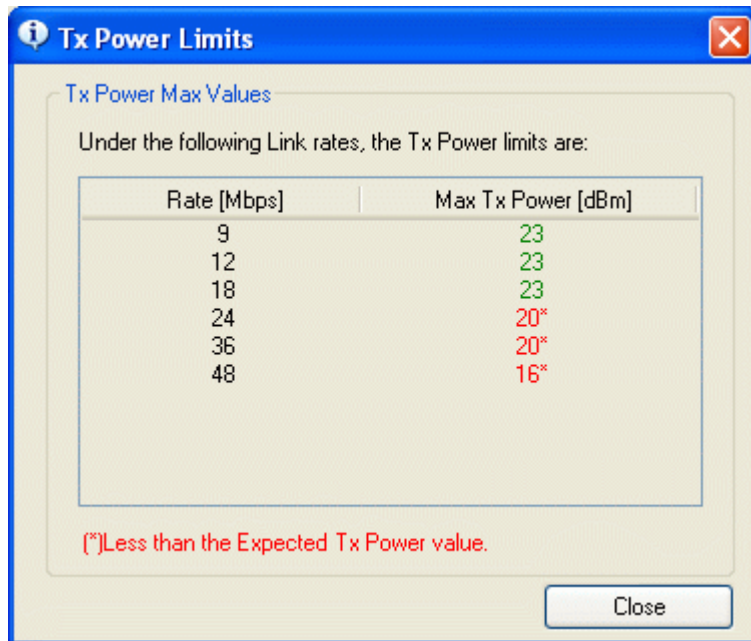 Tx Power Limits
Tx Power Max Values
Under the following Link rates, the Tx Power limits are:
Rate [Mbps] Max Tx Power [dBm]
9 23
12 23
18 23
24 20*
36 20*
48 16*
(*)Less than the Expected Tx Power value.
Close